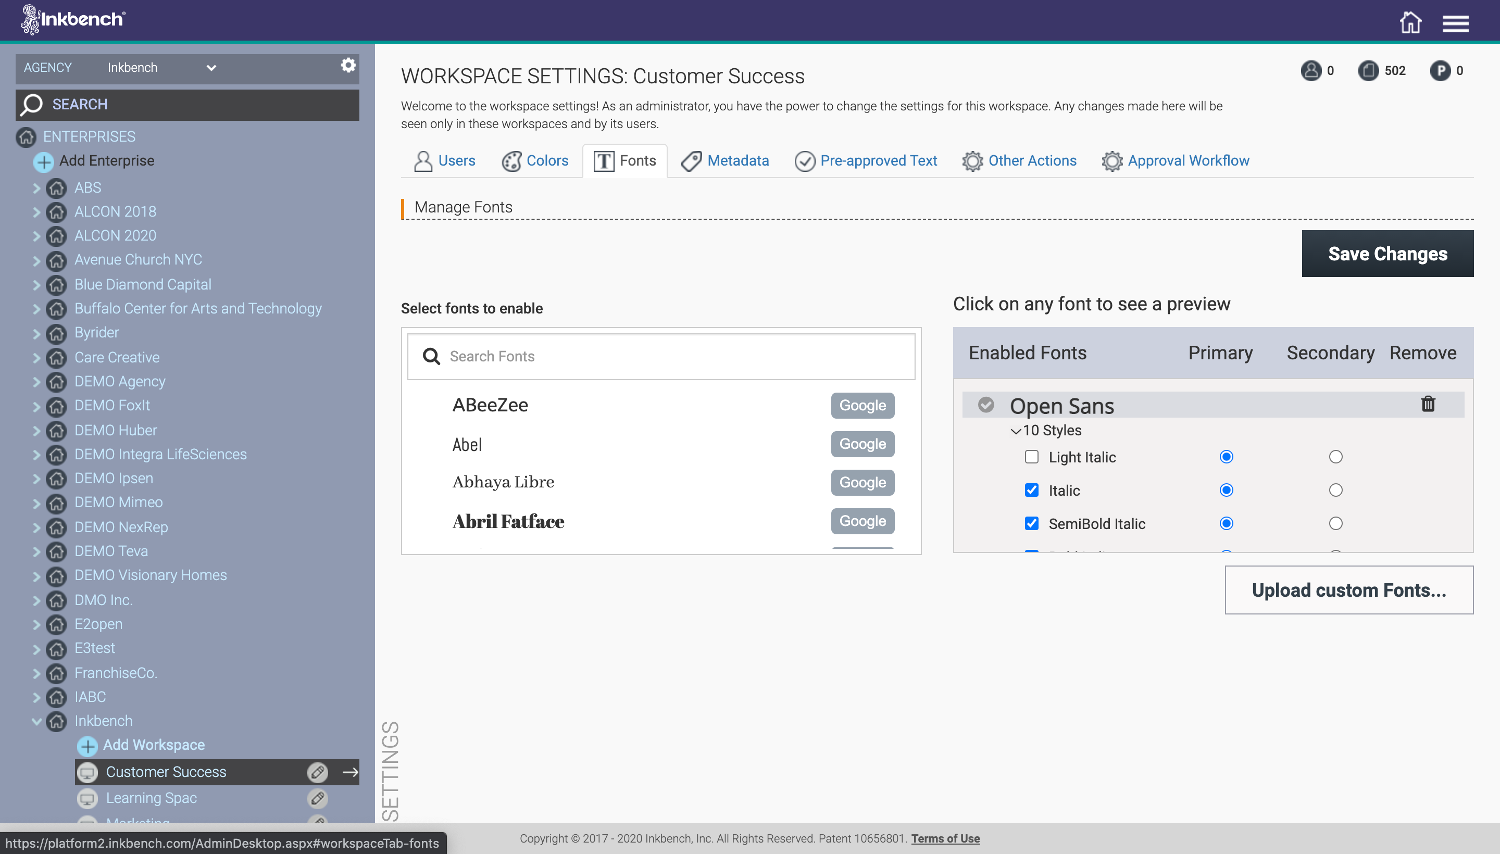 Inkbench
AGENCY Inkbench
SEARCH
ENTERPRISES
Add Enterprise
ABS
ALCON 2018
ALCON 2020
Avenue Church NYC
Blue Diamond Capital
Buffalo Center for Arts and Technology
Byrider
Care Creative
DEMO Agency
DEMO FoxIt
DEMO Huber
DEMO Integra LifeSciences
DEMO Ipsen
DEMO Mimeo
DEMO NexRep
DEMO Teva
DEMO Visionary Homes
DMO Inc.
E2open
E3test
FranchiseCo.
IABC
Inkbench
Add Workspace
Customer Success
Learning Spac
Marketing
https://platform2.inkbench.com/AdminDesktop.aspx#workspaceTab-fonts
SETTINGS
WORKSPACE SETTINGS: Customer Success
0 502 P 0
Welcome to the workspace settings! As an administrator, you have the power to change the settings for this workspace. Any changes made here will be
seen only in these workspaces and by its users.
Users Colors T Fonts Metadata Pre-approved Text Other Actions Approval Workflow
Manage Fonts
Save Changes
Select fonts to enable
Search Fonts
ABeeZee Google
Abel Google
Abhaya Libre Google
Abril Fatface Google
Click on any font to see a preview
Enabled Fonts Primary Secondary Remove
Open Sans
10 Styles
Light Italic
Italic
SemiBold Italic
Upload custom Fonts...
Copyright © 2017 - 2020 Inkbench, Inc. All Rights Reserved. Patent 10656801. Terms of Use